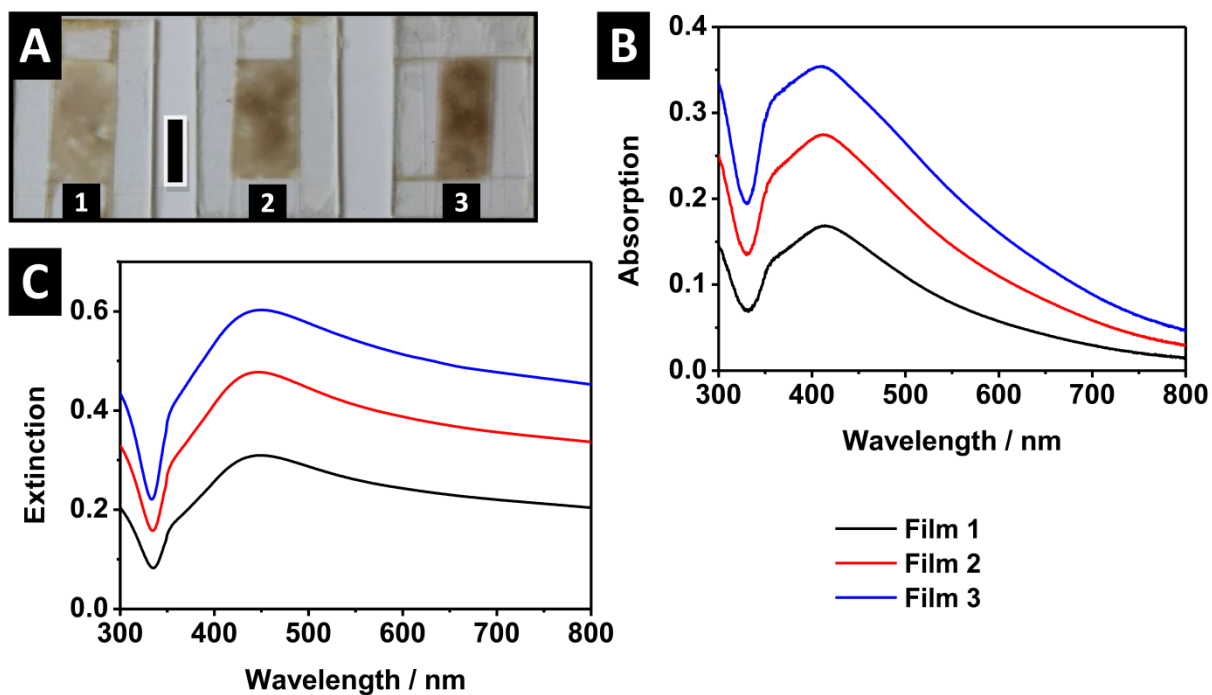 A
1
2
3
B
0.4
0.3
0.2
0.1
0.0
Absorption
300 400 500 600 700 800
Wavelength / nm
C
0.6
0.4
0.2
0.0
Extinction
300 400 500 600 700 800
Wavelength / nm
Film 1
Film 2
Film 3